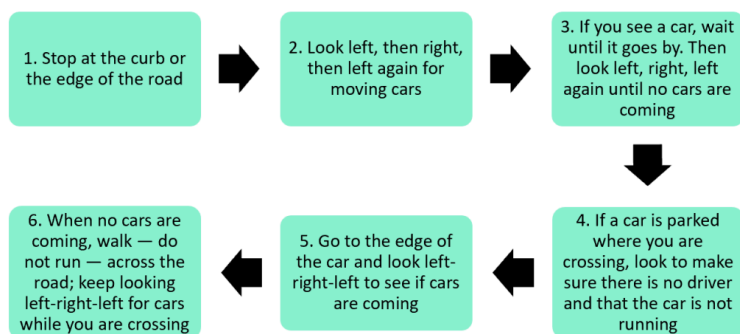 1. Stop at the curb or
the edge of the road
2. Look left, then right,
then left again for
moving cars
3. If you see a car, wait
until it goes by. Then
look left, right, left
again until no cars are
coming
4. If a car is parked
where you are
crossing, look to make
sure there is no driver
and that the car is not
running
5. Go to the edge of
the car and look left-
right-left to see if cars
are coming
6. When no cars are
coming, walk — do
not run — across the
road; keep looking
left-right-left for cars
while you are crossing